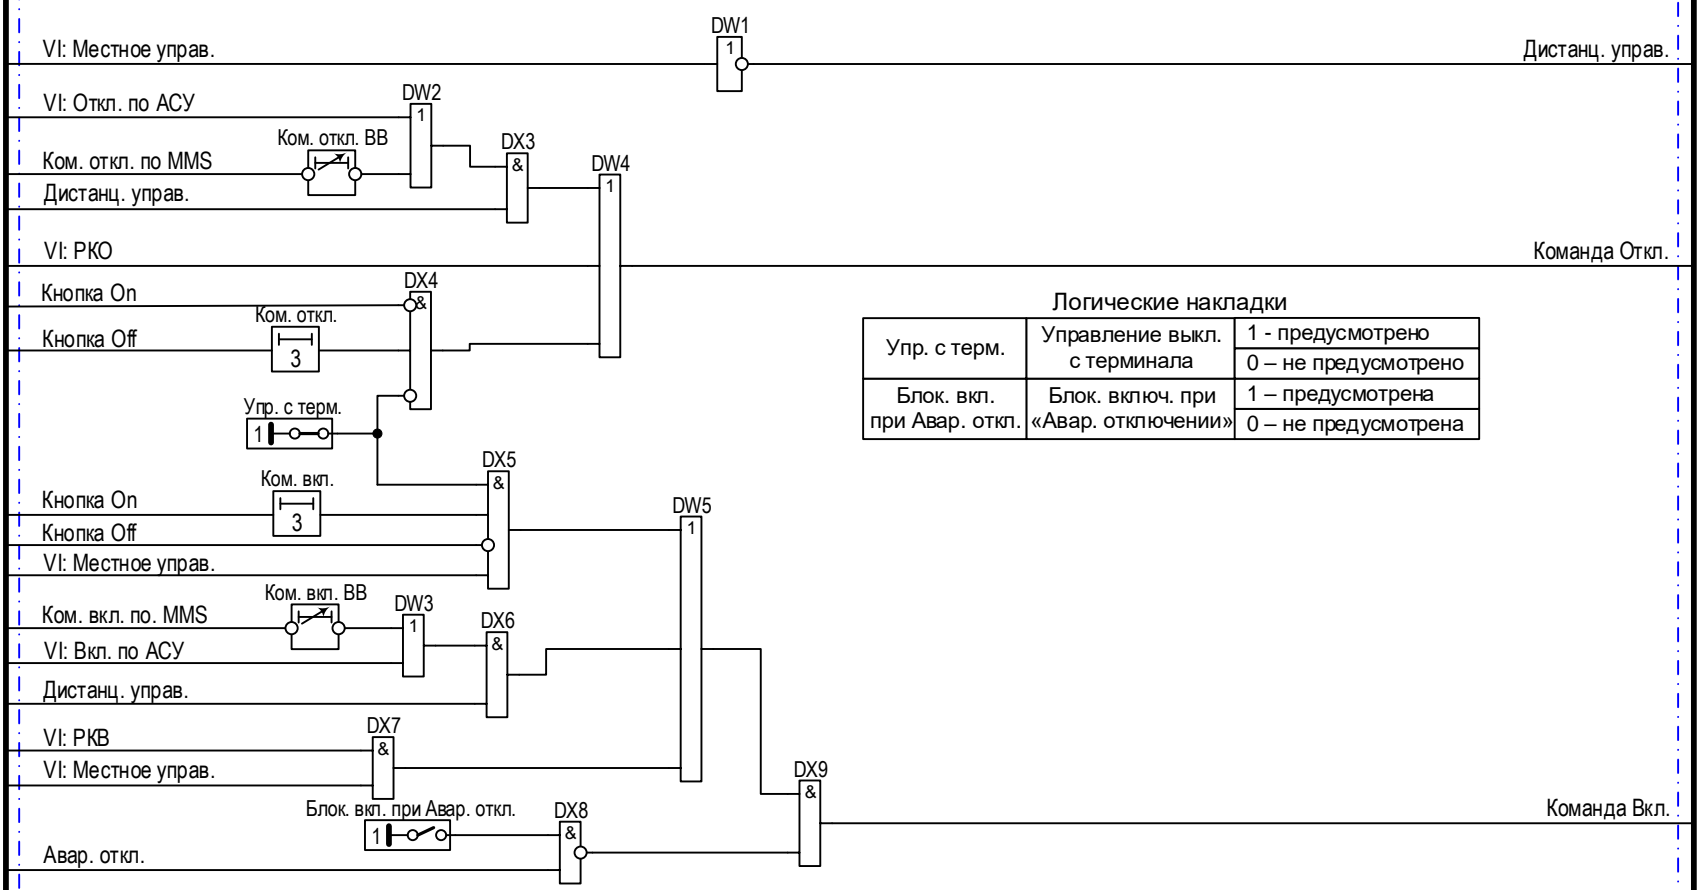 DW1
VI: Местное управ.
1
Дистанц. управ.
VI: Откл. по АСУ
DW2
1
Ком. откл. ВВ
DX3
&
Ком. откл. по MMS
DW4
1
Дистанц. управ.
VI: РКО
Команда Откл.
DX4
&
Кнопка On
Ком. откл.
Кнопка Off
3
Логические накладки
Упр. с терм.
Управление выкл.
с терминала
1 - предусмотрено
0 – не предусмотрено
Блок. вкл.
при Авар. откл.
Блок. включ. при
«Авар. отключении»
1 – предусмотрена
0 – не предусмотрена
Упр. с терм.
1
DX5
&
Ком. вкл.
Кнопка On
3
DW5
1
Кнопка Off
VI: Местное управ.
Ком. вкл. ВВ
DW3
1
Ком. вкл. по. MMS
DX6
&
VI: Вкл. по АСУ
Дистанц. управ.
DX7
&
VI: РКВ
VI: Местное управ.
DX9
&
Блок. вкл. при Авар. откл.
1
DX8
&
Команда Вкл.
Авар. откл.